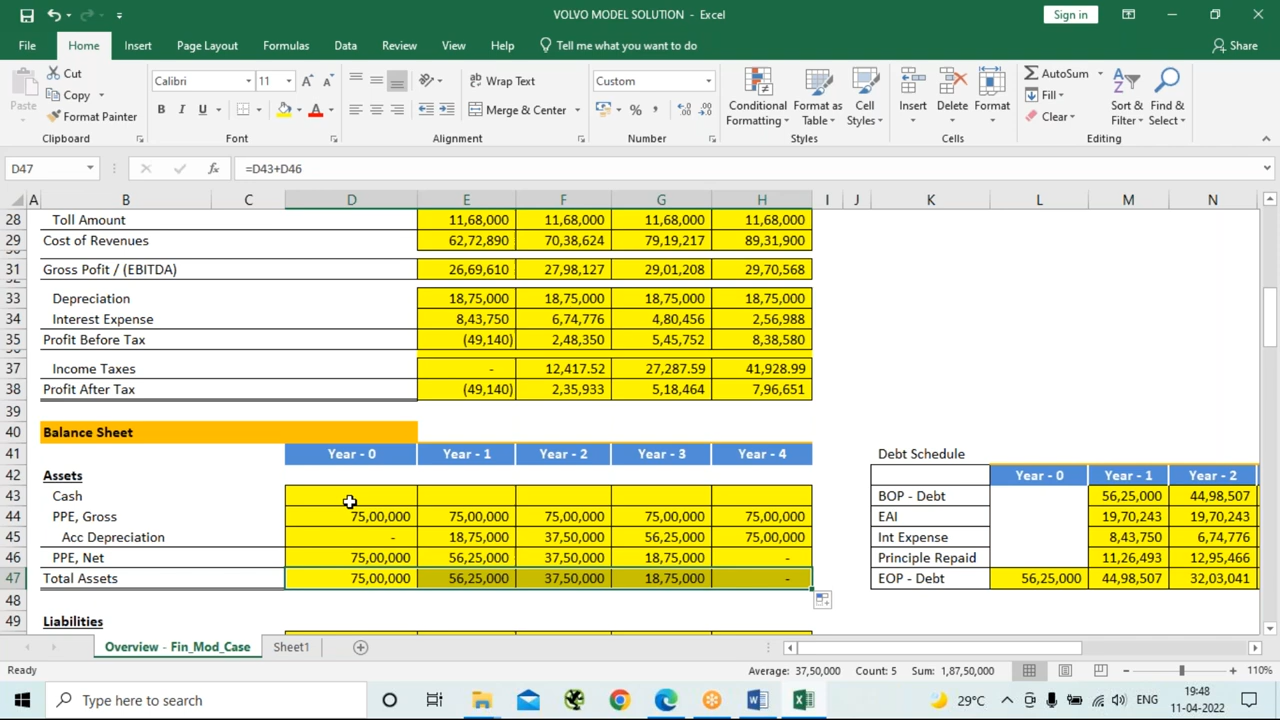 VOLVO MODEL SOLUTION - Excel
Sign in
File Home Insert Page Layout Formulas Data Review View Help Tell me what you want to do Share
Paste Cut Copy Format Painter Clipboard
Calibri 11 B I U Font
Wrap Text Merge & Center Alignment
Custom % Number
Conditional Formatting Format as Table Cell Styles Styles
Insert Delete Format Cells
AutoSum Fill Clear Sort & Filter Find & Select Editing
D47 fx =D43+D46
A B C D E F G H I J K L M N
28 Toll Amount 11,68,000 11,68,000 11,68,000 11,68,000
29 Cost of Revenues 62,72,890 70,38,624 79,19,217 89,31,900
31 Gross Pofit / (EBITDA) 26,69,610 27,98,127 29,01,208 29,70,568
33 Depreciation 18,75,000 18,75,000 18,75,000 18,75,000
34 Interest Expense 8,43,750 6,74,776 4,80,456 2,56,988
35 Profit Before Tax (49,140) 2,48,350 5,45,752 8,38,580
37 Income Taxes - 12,417.52 27,287.59 41,928.99
38 Profit After Tax (49,140) 2,35,933 5,18,464 7,96,651
39
40 Balance Sheet
41 Year - 0 Year - 1 Year - 2 Year - 3 Year - 4 Debt Schedule
42 Assets Year - 0 Year - 1 Year - 2
43 Cash BOP - Debt 56,25,000 44,98,507
44 PPE, Gross 75,00,000 75,00,000 75,00,000 75,00,000 75,00,000 EAI 19,70,243 19,70,243
45 Acc Depreciation - 18,75,000 37,50,000 56,25,000 75,00,000 Int Expense 8,43,750 6,74,776
46 PPE, Net 75,00,000 56,25,000 37,50,000 18,75,000 - Principle Repaid 11,26,493 12,95,466
47 Total Assets 75,00,000 56,25,000 37,50,000 18,75,000 - EOP - Debt 56,25,000 44,98,507 32,03,041
48
49 Liabilities
Overview - Fin_Mod_Case Sheet1
Ready Average: 37,50,000 Count: 5 Sum: 1,87,50,000 110%
Type here to search 29°C ENG 19:48
11-04-2022